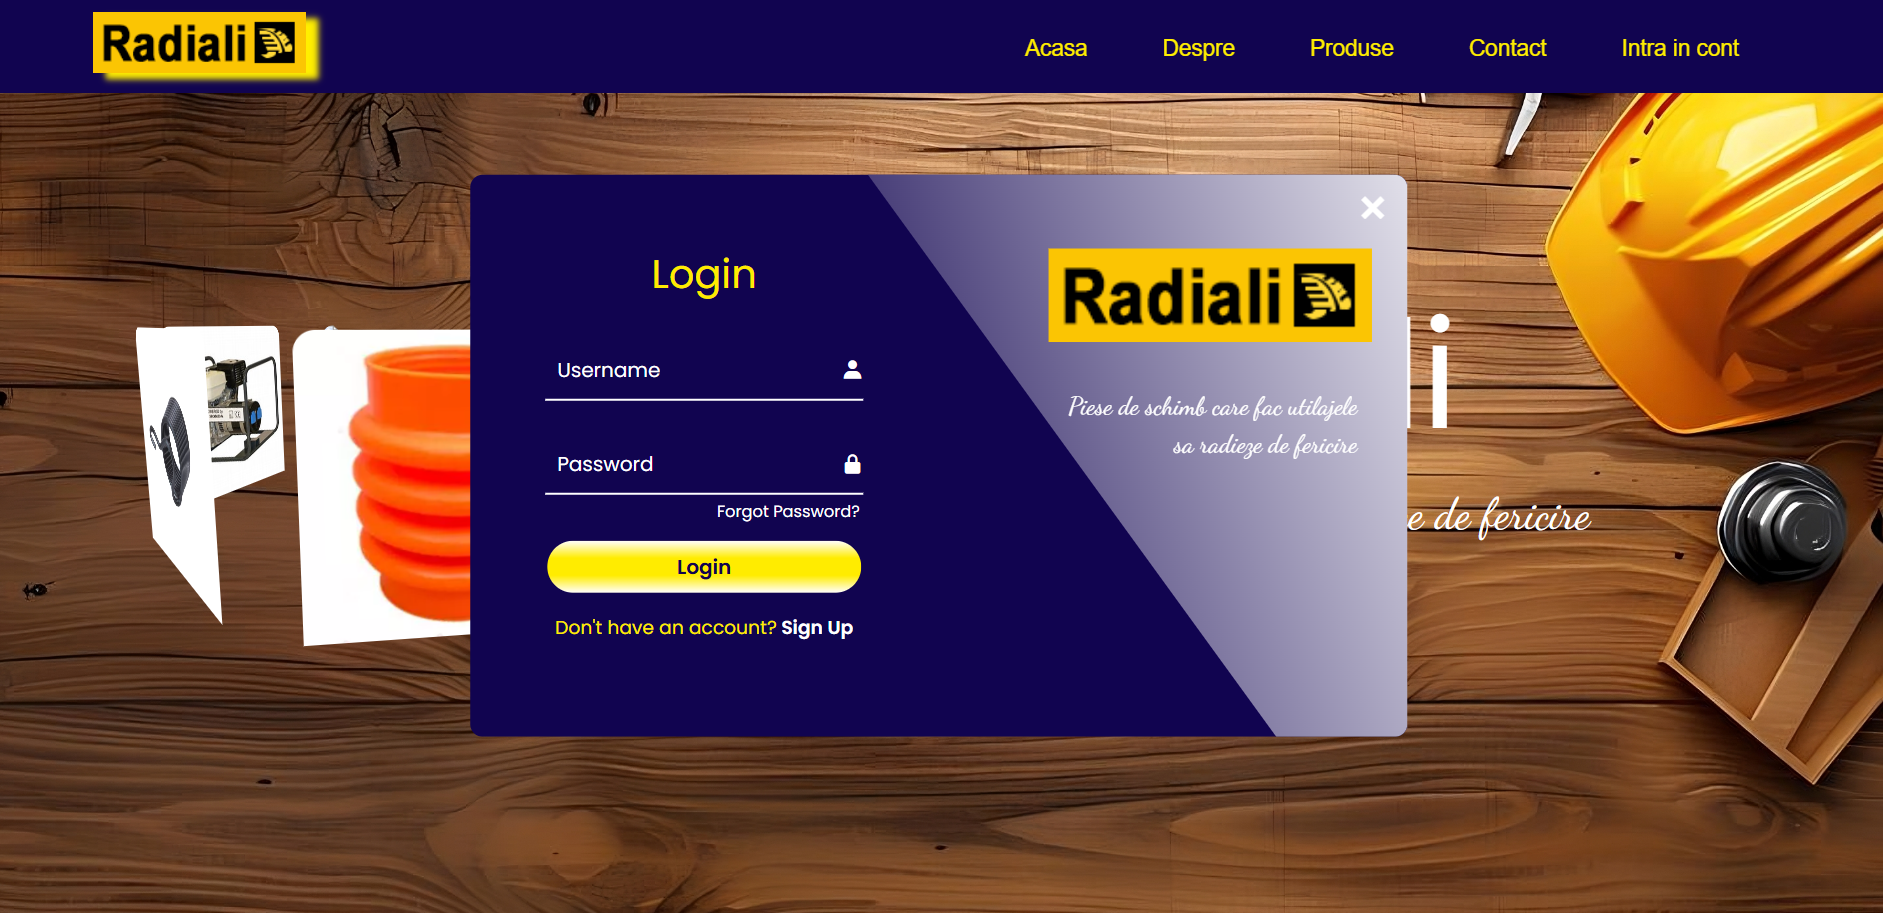 Radiali
Acasa
Despre
Produse
Contact
Intra in cont
Login
Username
Password
Forgot Password?
Login
Don't have an account? Sign Up
Radiali
Piese de schimb care fac utilajele
sa radieze de fericire
li
e de fericire